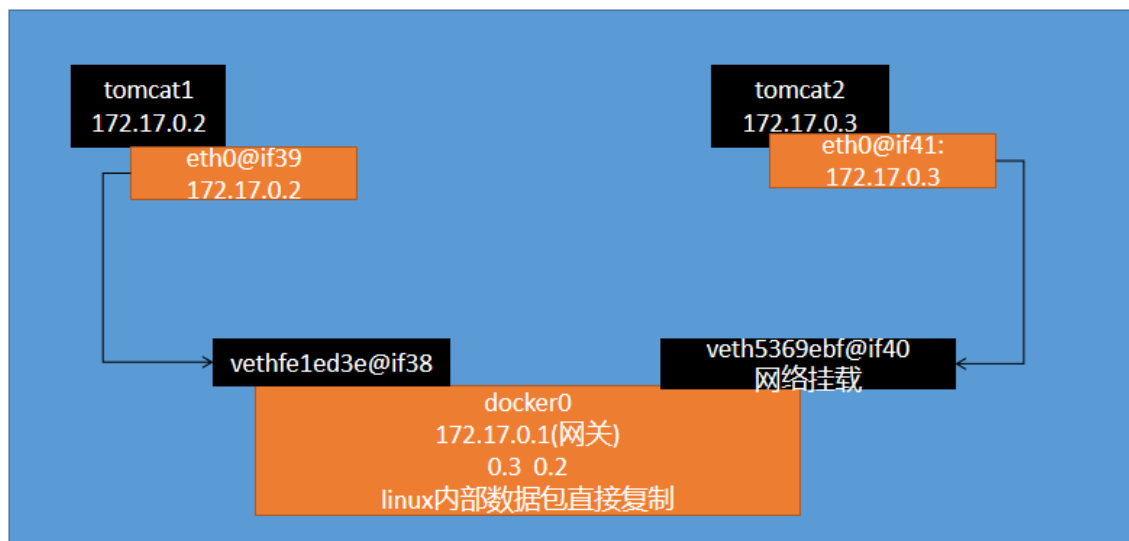 tomcat1
172.17.0.2
eth0@if39
172.17.0.2
tomcat2
172.17.0.3
eth0@if41:
172.17.0.3
vethfe1ed3e@if38
veth5369ebf@if40
网络挂载
docker0
172.17.0.1(网关)
0.3 0.2
linux内部数据包直接复制